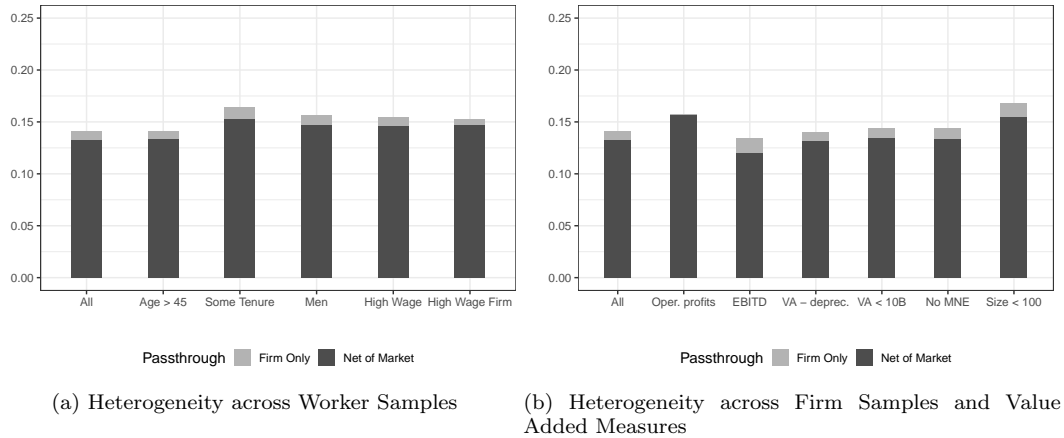 0.25
0.20
0.15
0.10
0.05
0.00
All Age > 45 Some Tenure Men High Wage High Wage Firm
Passthrough Firm Only Net of Market
(a) Heterogeneity across Worker Samples
0.25
0.20
0.15
0.10
0.05
0.00
All Oper. profits EBITD VA − deprec. VA < 10B No MNE Size < 100
Passthrough Firm Only Net of Market
(b) Heterogeneity across Firm Samples and Value
Added Measures